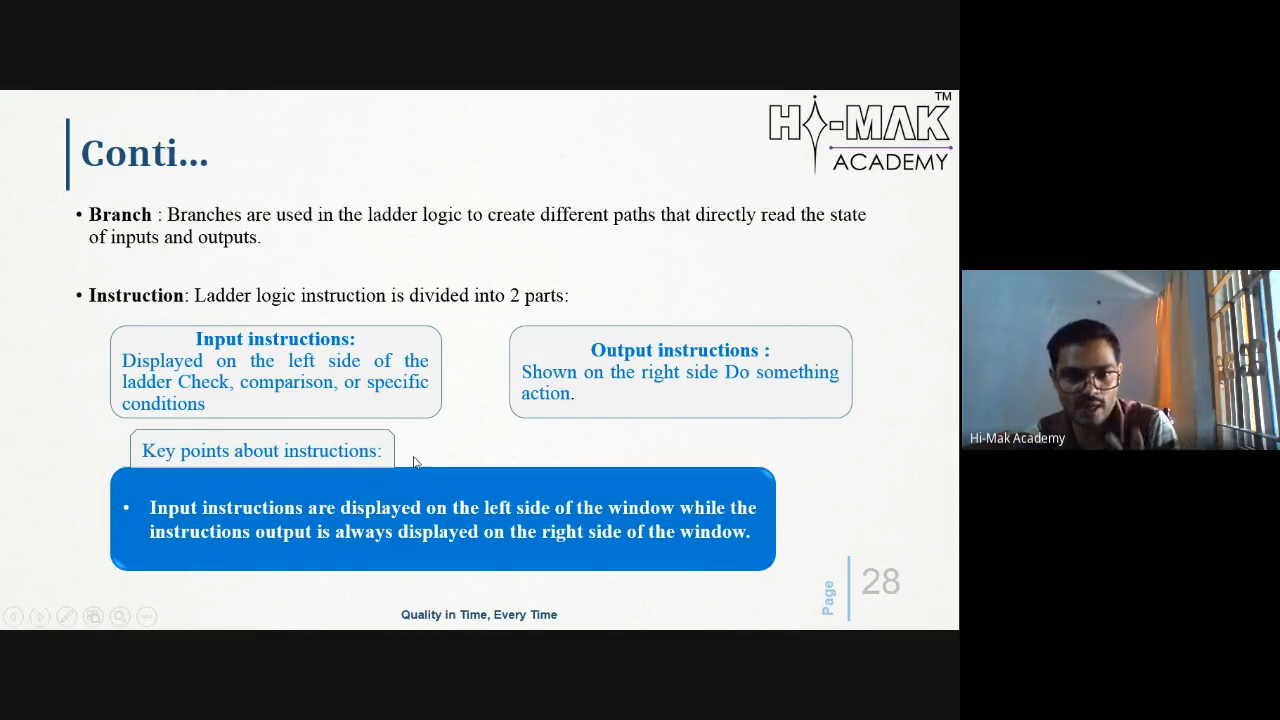 HI-MAK TM
ACADEMY
Conti...
• Branch : Branches are used in the ladder logic to create different paths that directly read the state
of inputs and outputs.
• Instruction: Ladder logic instruction is divided into 2 parts:
Input instructions:
Displayed on the left side of the
ladder Check, comparison, or specific
conditions
Output instructions :
Shown on the right side Do something
action.
Key points about instructions:
• Input instructions are displayed on the left side of the window while the
instructions output is always displayed on the right side of the window.
Page 28
Quality in Time, Every Time
Hi-Mak Academy